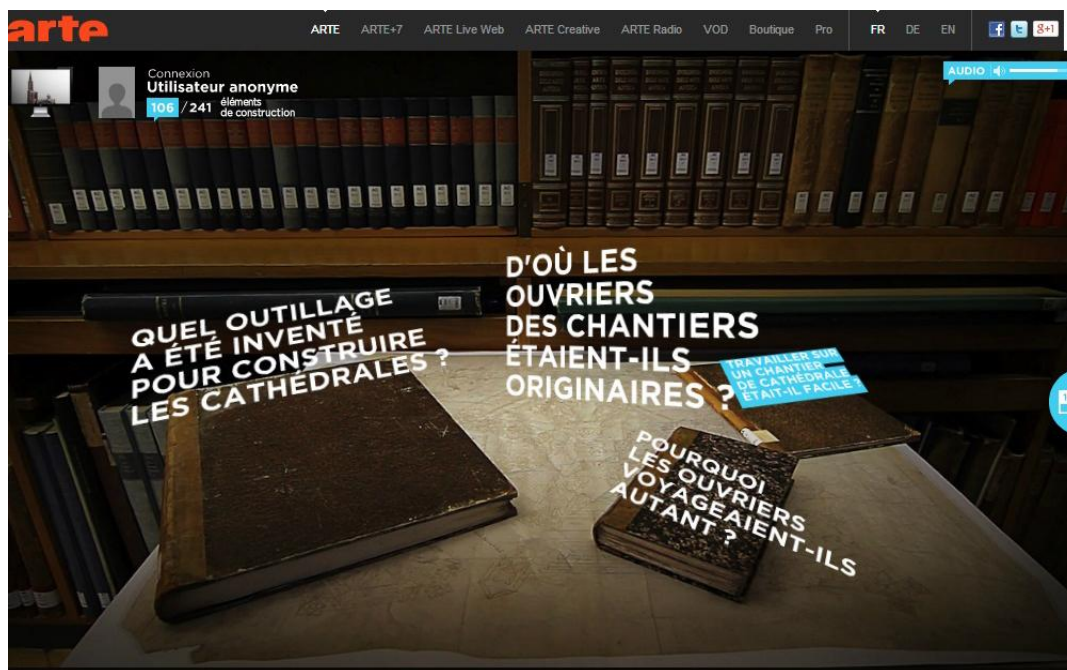 arte
ARTE ARTE+7 ARTE Live Web ARTE Creative ARTE Radio VOD Boutique Pro FR DE EN
f t g+1
Connexion
Utilisateur anonyme
106 / 241 éléments
de construction
AUDIO
D'OÙ LES
OUVRIERS
DES CHANTIERS
ÉTAIENT-ILS
ORIGINAIRES ?
QUEL OUTILLAGE
A ÉTÉ INVENTÉ
POUR CONSTRUIRE
LES CATHÉDRALES ?
TRAVAILLER SUR
UN CHANTIER
DE CATHÉDRALE
ÉTAIT-IL FACILE ?
POURQUOI
LES OUVRIERS
VOYAGEAIENT-ILS
AUTANT ?